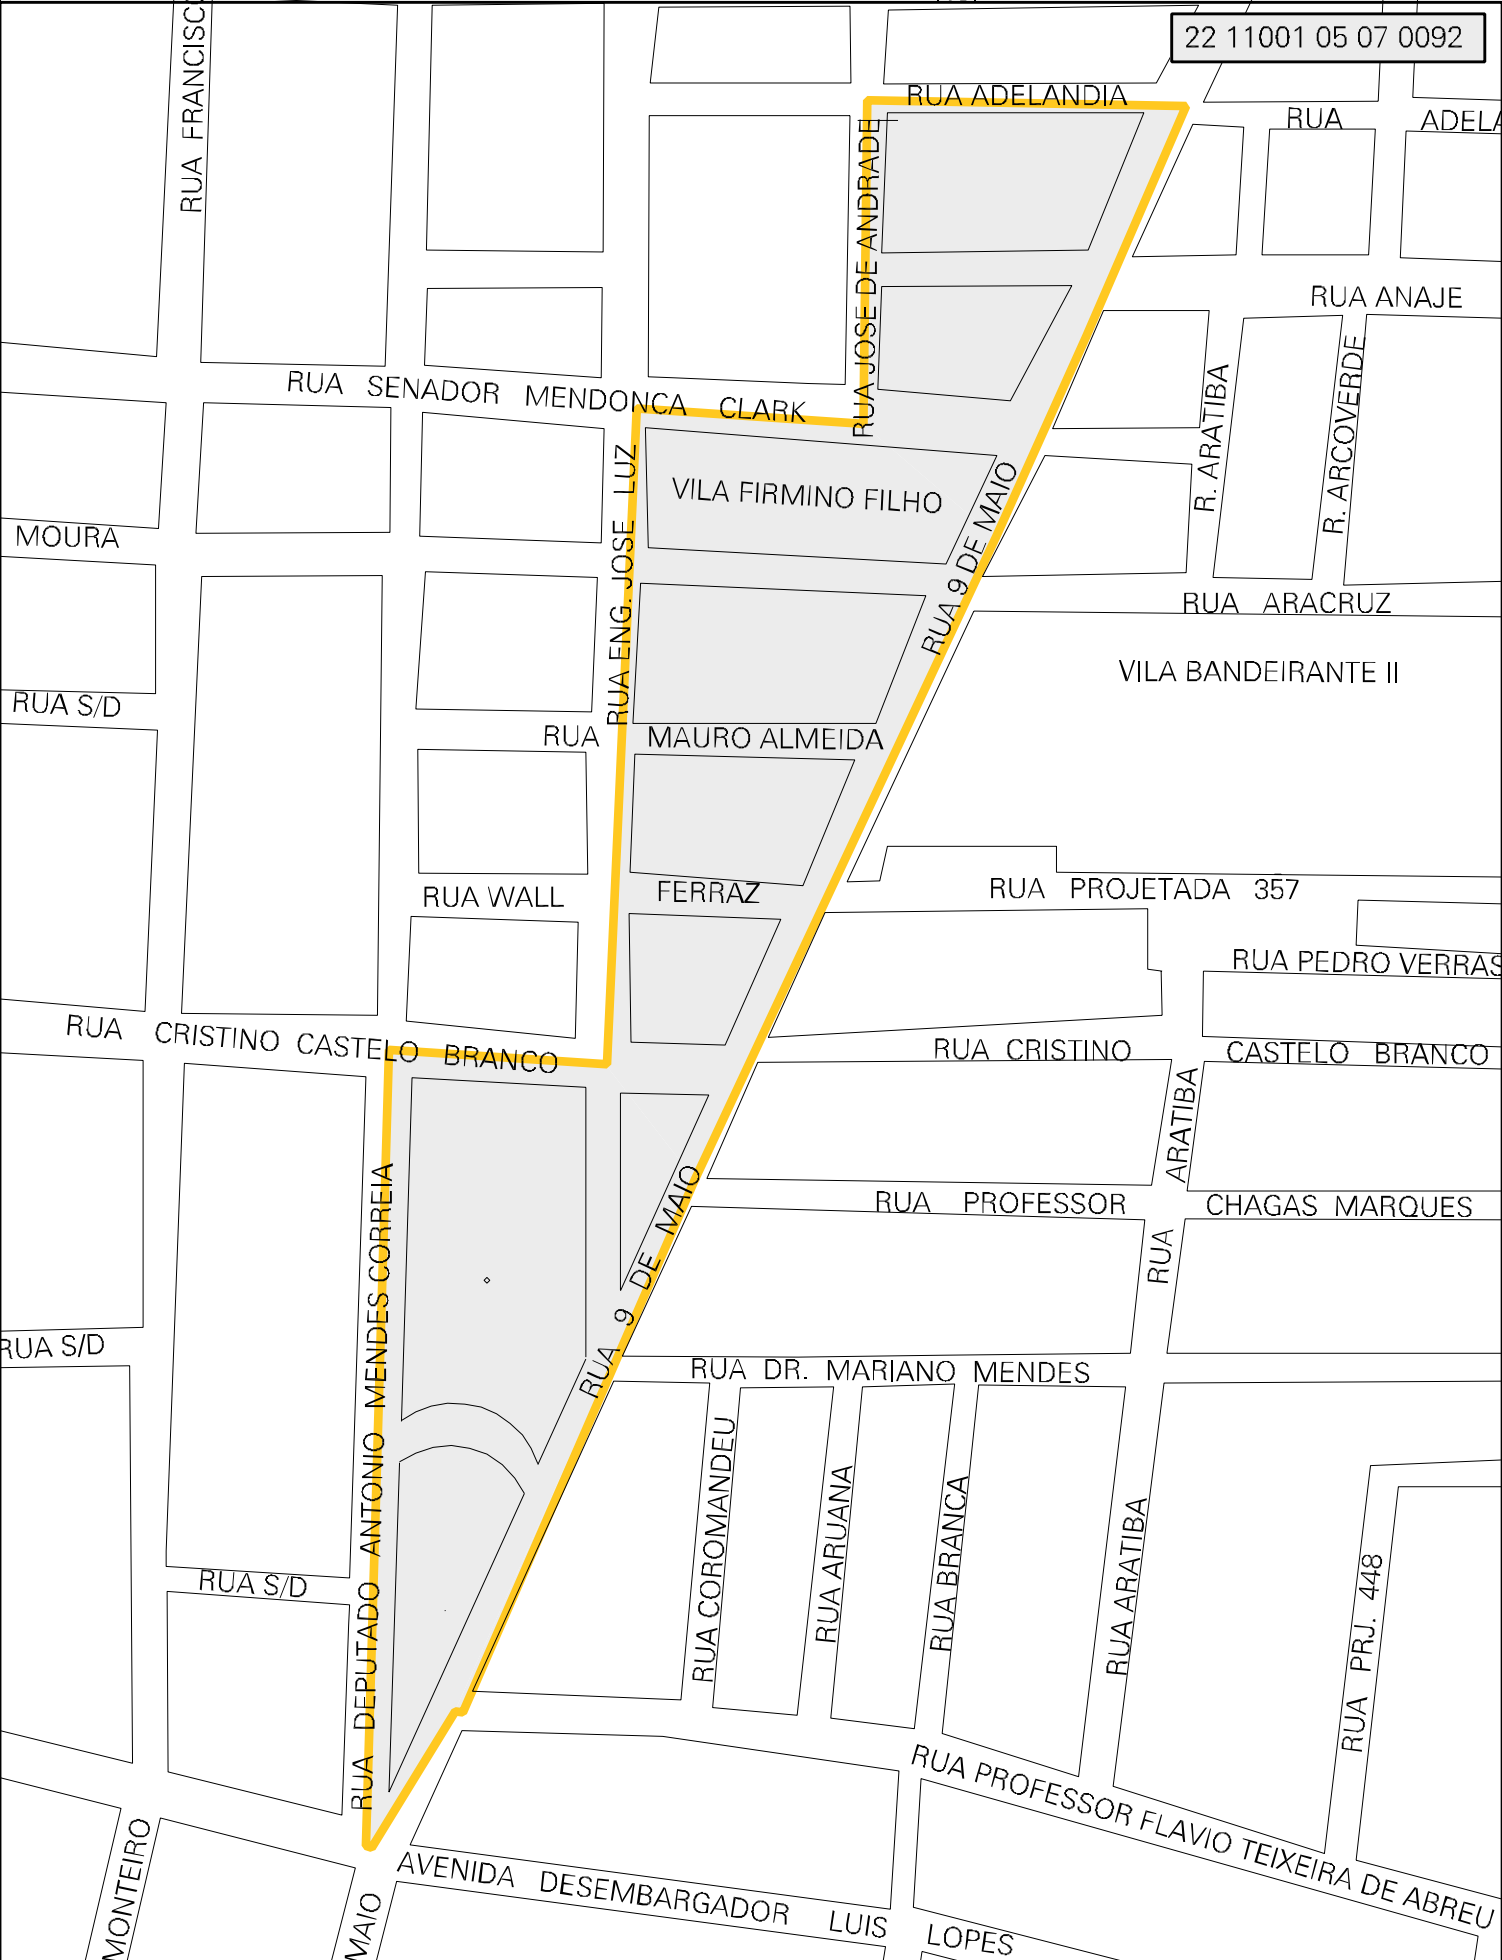 22 11001 05 07 0092
RUA FRANCISC
RUA ADELANDIA
RUA
RUA JOSE DE ANDRADE
RUA ANAJE
R. ARATIBA
R. ARCOVERDE
RUA SENADOR MENDONCA CLARK
RUA ENG. JOSE LUZ
VILA FIRMINO FILHO
RUA 9 DE MAIO
MOURA
RUA ARACRUZ
VILA BANDEIRANTE II
RUA S/D
RUA MAURO ALMEIDA
RUA WALL FERRAZ
RUA PROJETADA 357
RUA PEDRO VERRAS
RUA CRISTINO CASTELO BRANCO
RUA CRISTINO CASTELO BRANCO
RUA ARATIBA
RUA PROFESSOR CHAGAS MARQUES
RUA 9 DE MAIO
RUA DEPUTADO ANTONIO MENDES CORREIA
RUA S/D
RUA DR. MARIANO MENDES
RUA COROMANDEU
RUA ARUANA
RUA BRANCA
RUA ARATIBA
RUA PRJ. 448
RUA S/D
RUA PROFESSOR FLAVIO TEIXEIRA DE ABREU
MONTEIRO
MAIO
AVENIDA DESEMBARGADOR LUIS LOPES